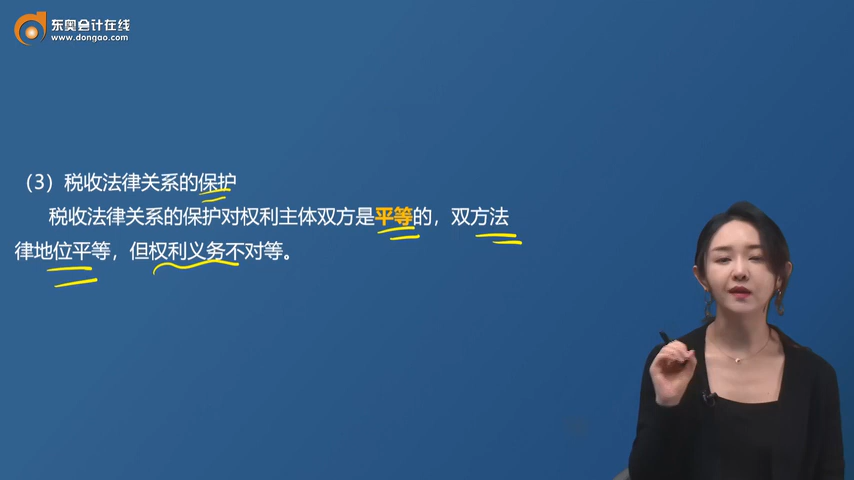 东奥会计在线
www.dongao.com
（3）税收法律关系的保护
税收法律关系的保护对权利主体双方是平等的，双方法
律地位平等，但权利义务不对等。